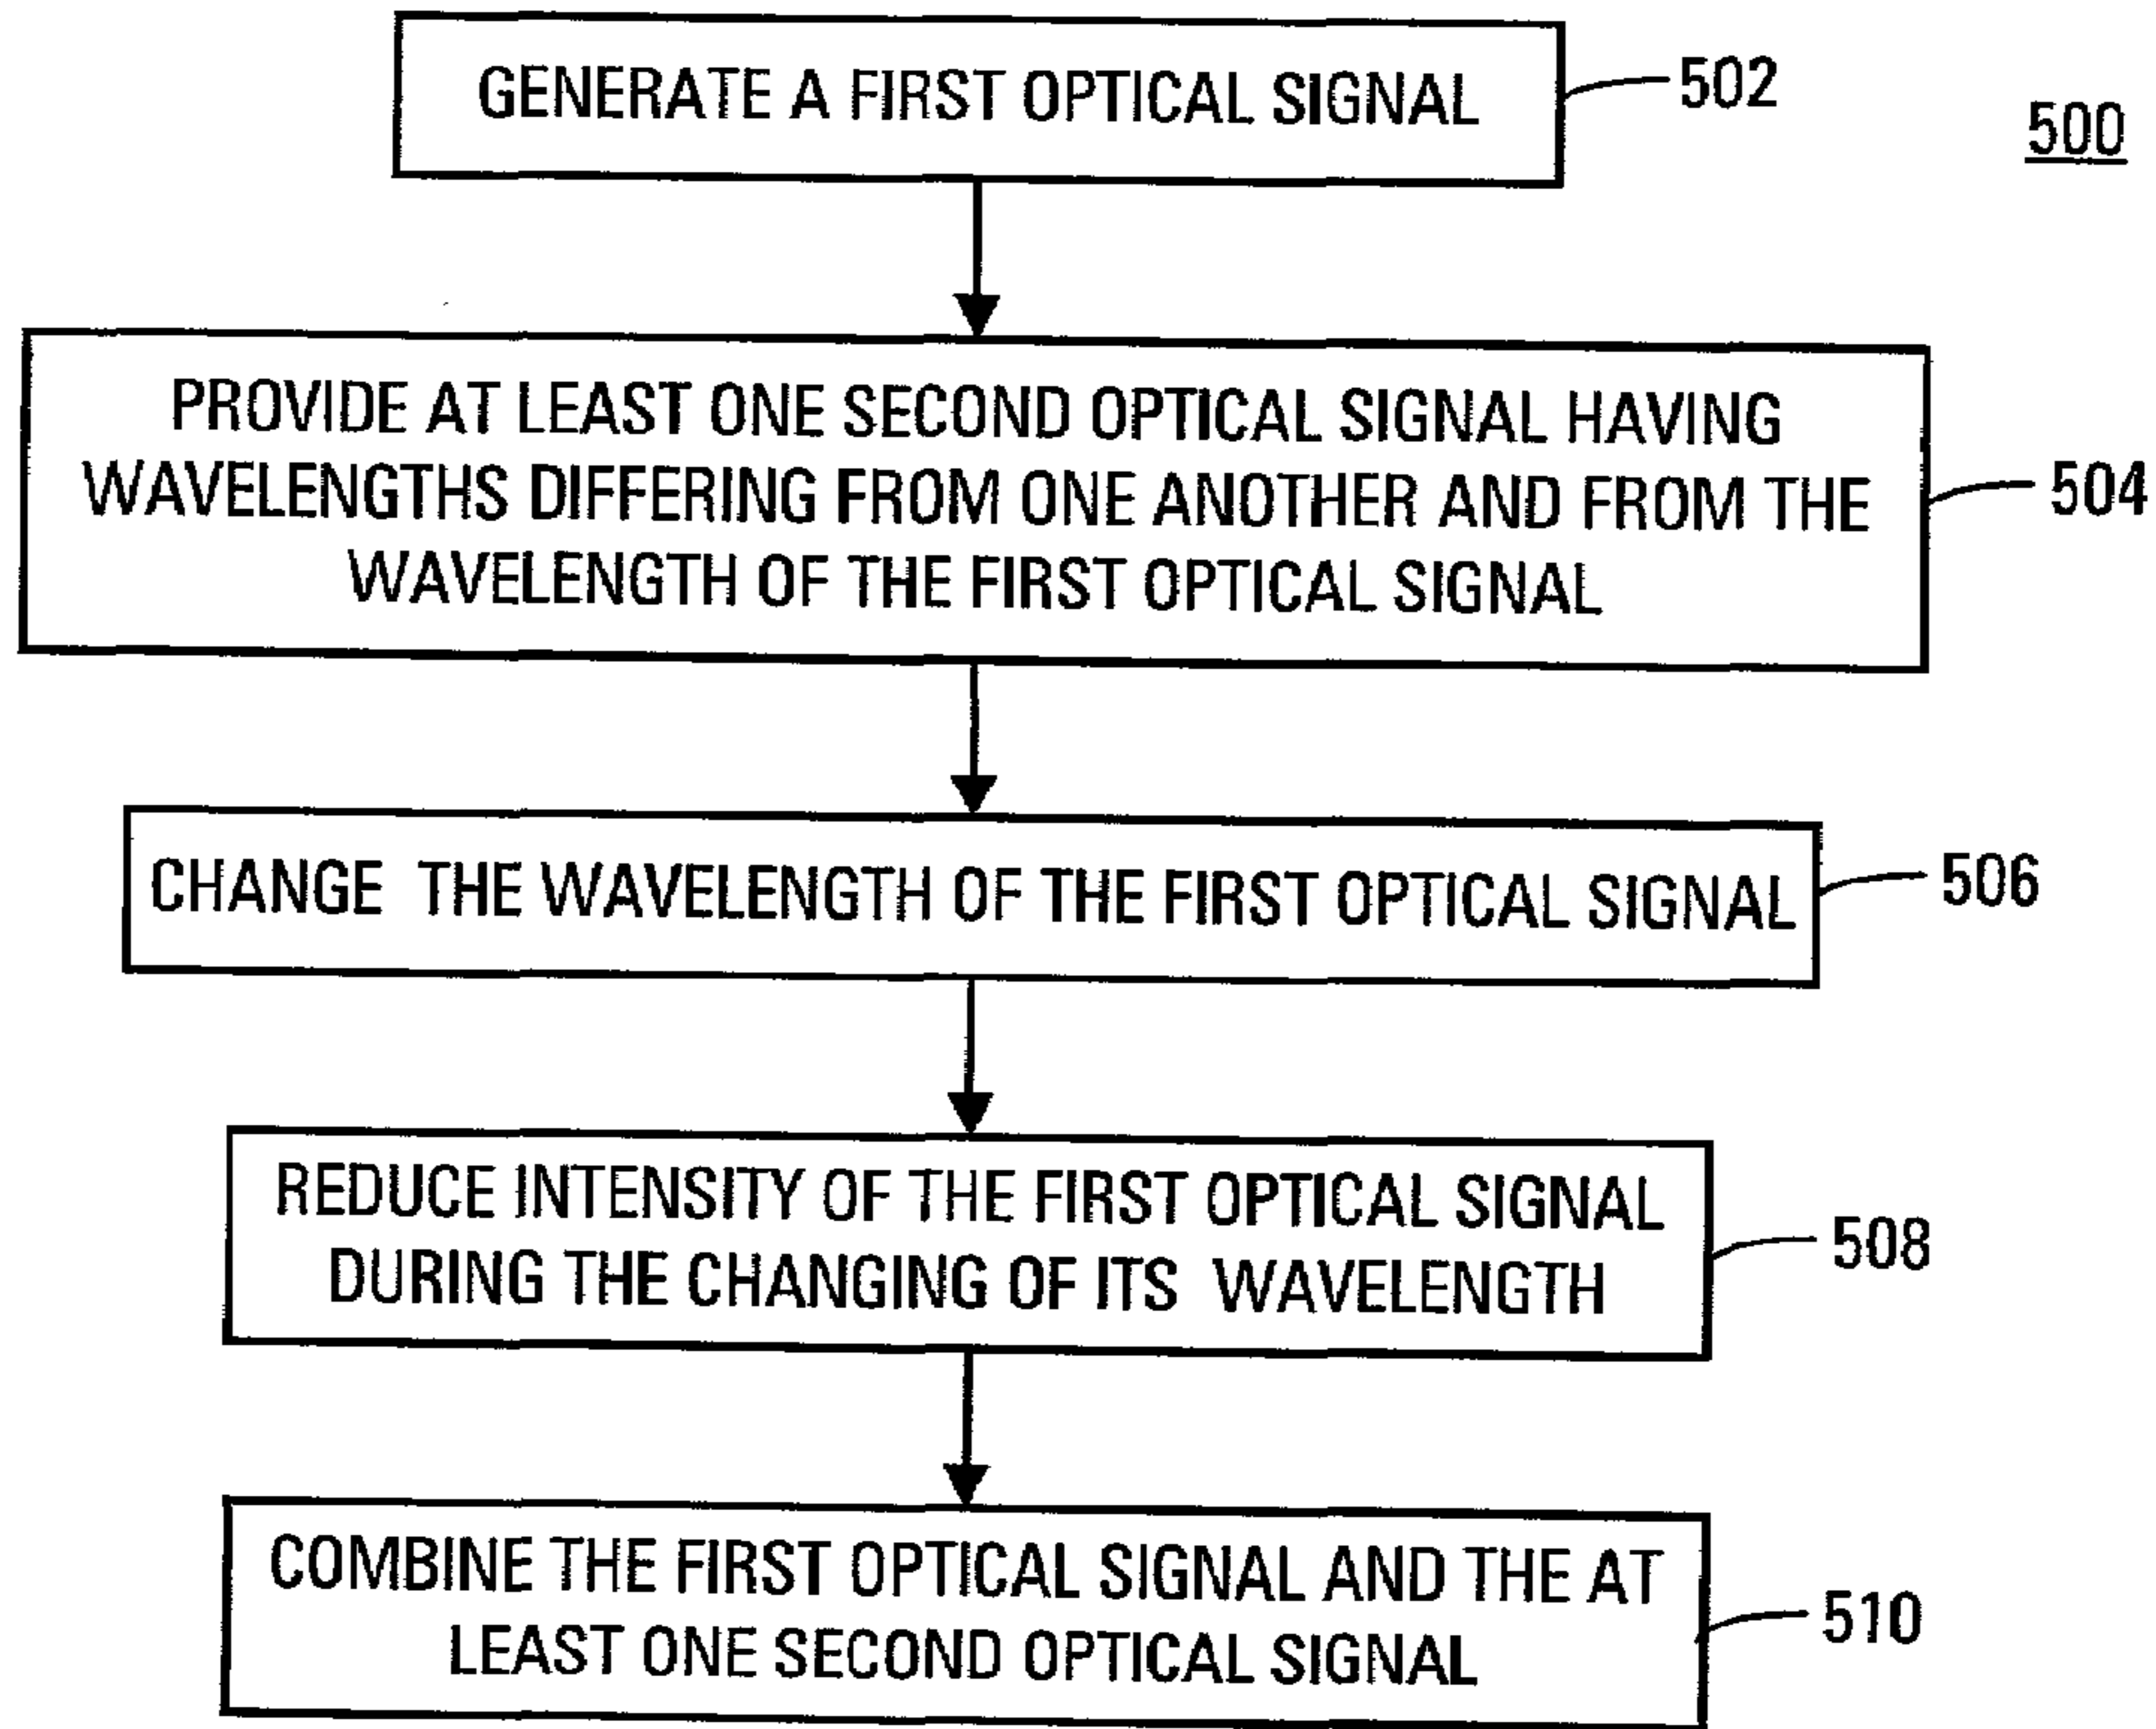 GENERATE A FIRST OPTICAL SIGNAL
502
500
PROVIDE AT LEAST ONE SECOND OPTICAL SIGNAL HAVING
WAVELENGTHS DIFFERING FROM ONE ANOTHER AND FROM THE
WAVELENGTH OF THE FIRST OPTICAL SIGNAL
504
CHANGE THE WAVELENGTH OF THE FIRST OPTICAL SIGNAL
506
REDUCE INTENSITY OF THE FIRST OPTICAL SIGNAL
DURING THE CHANGING OF ITS WAVELENGTH
508
COMBINE THE FIRST OPTICAL SIGNAL AND THE AT
LEAST ONE SECOND OPTICAL SIGNAL
510